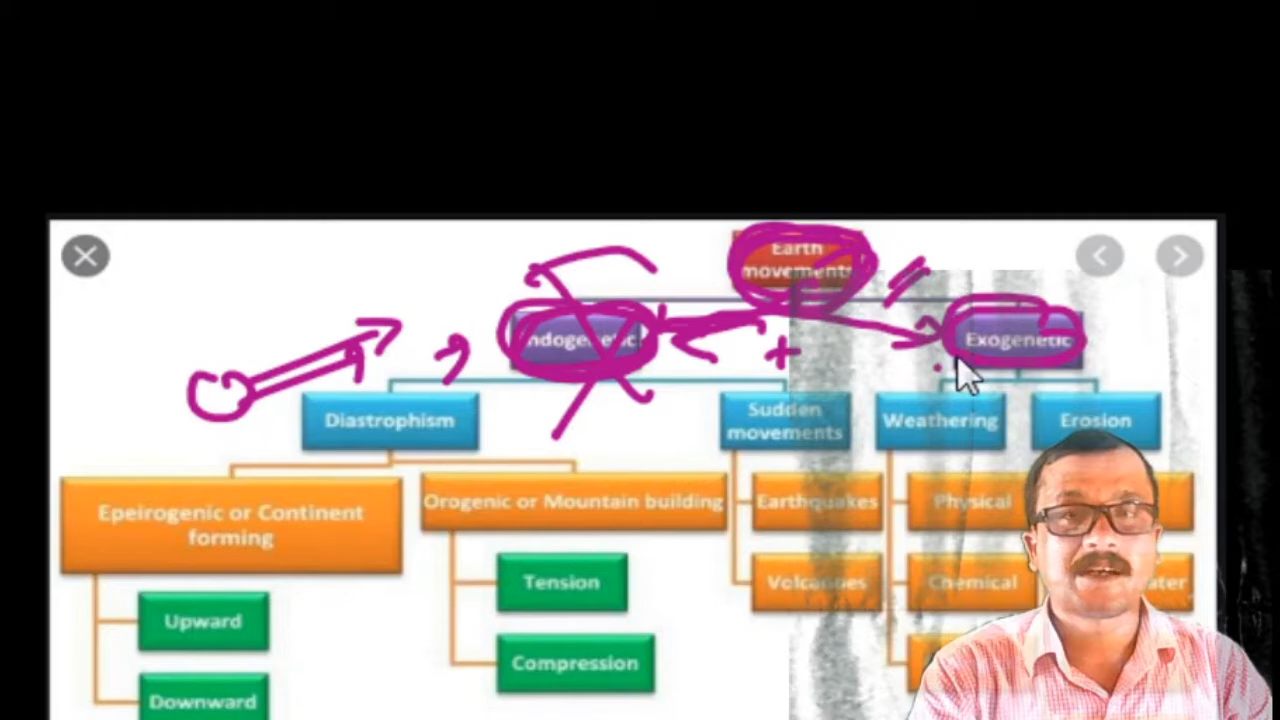 Earth
movements
Endogenetic
Exogenetic
Diastrophism
Sudden
movements
Weathering
Erosion
Epeirogenic or Continent
forming
Orogenic or Mountain building
Earthquakes
Physical
Tension
Volcanoes
Chemical
Upward
Compression
Downward